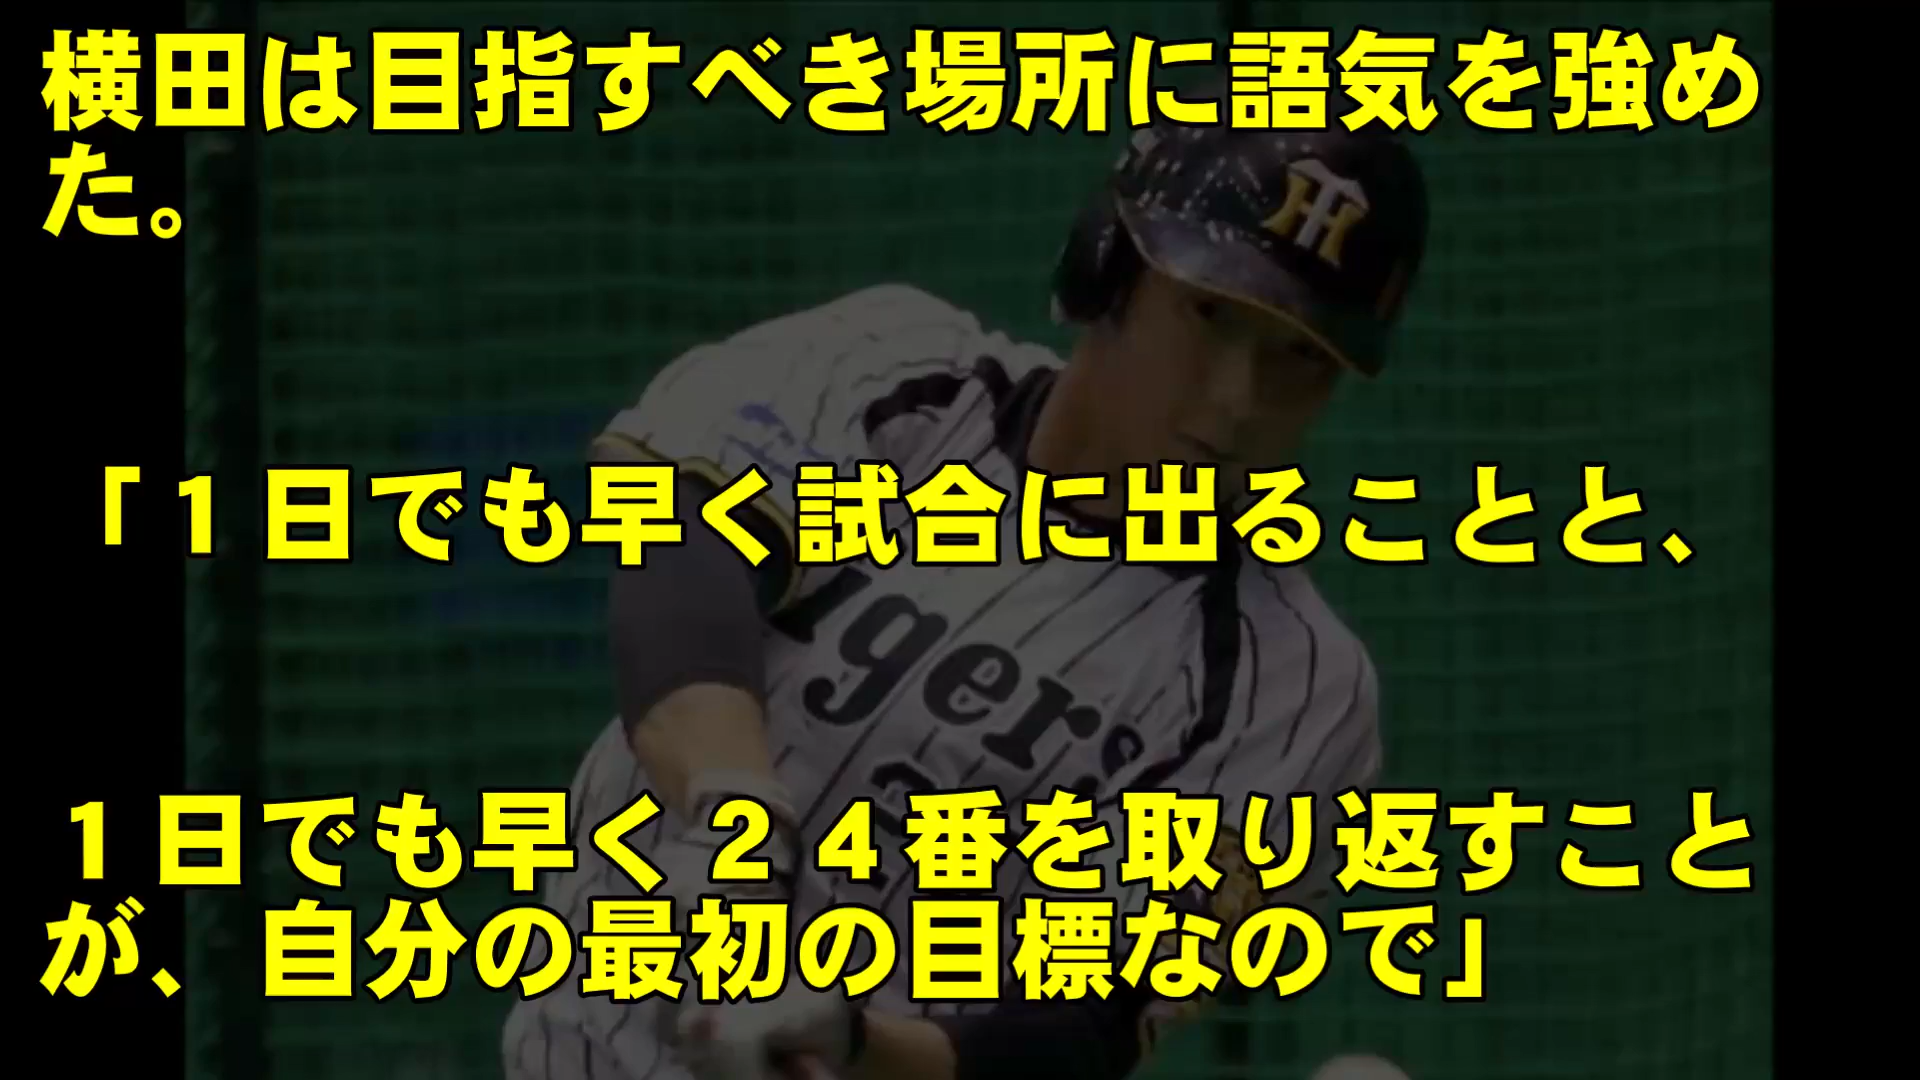 横田は目指すべき場所に語気を強め
た。
「１日でも早く試合に出ることと、
１日でも早く２４番を取り返すこと
が、自分の最初の目標なので」
HT
Tigers